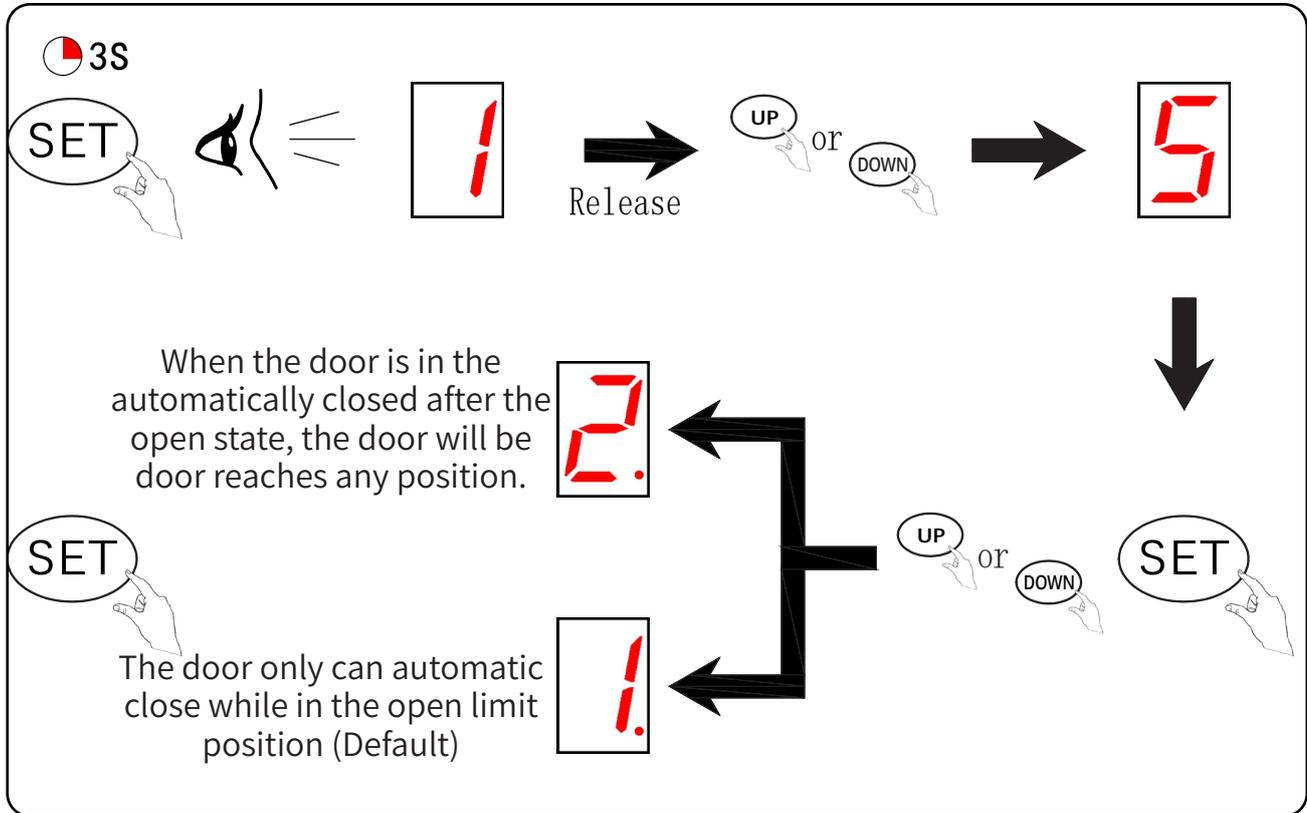 3S
SET
1
Release
UP
or
DOWN
5
When the door is in the
automatically closed after the
open state, the door will be
door reaches any position.
2.
UP
or
DOWN
SET
SET
The door only can automatic
close while in the open limit
position (Default)
1.